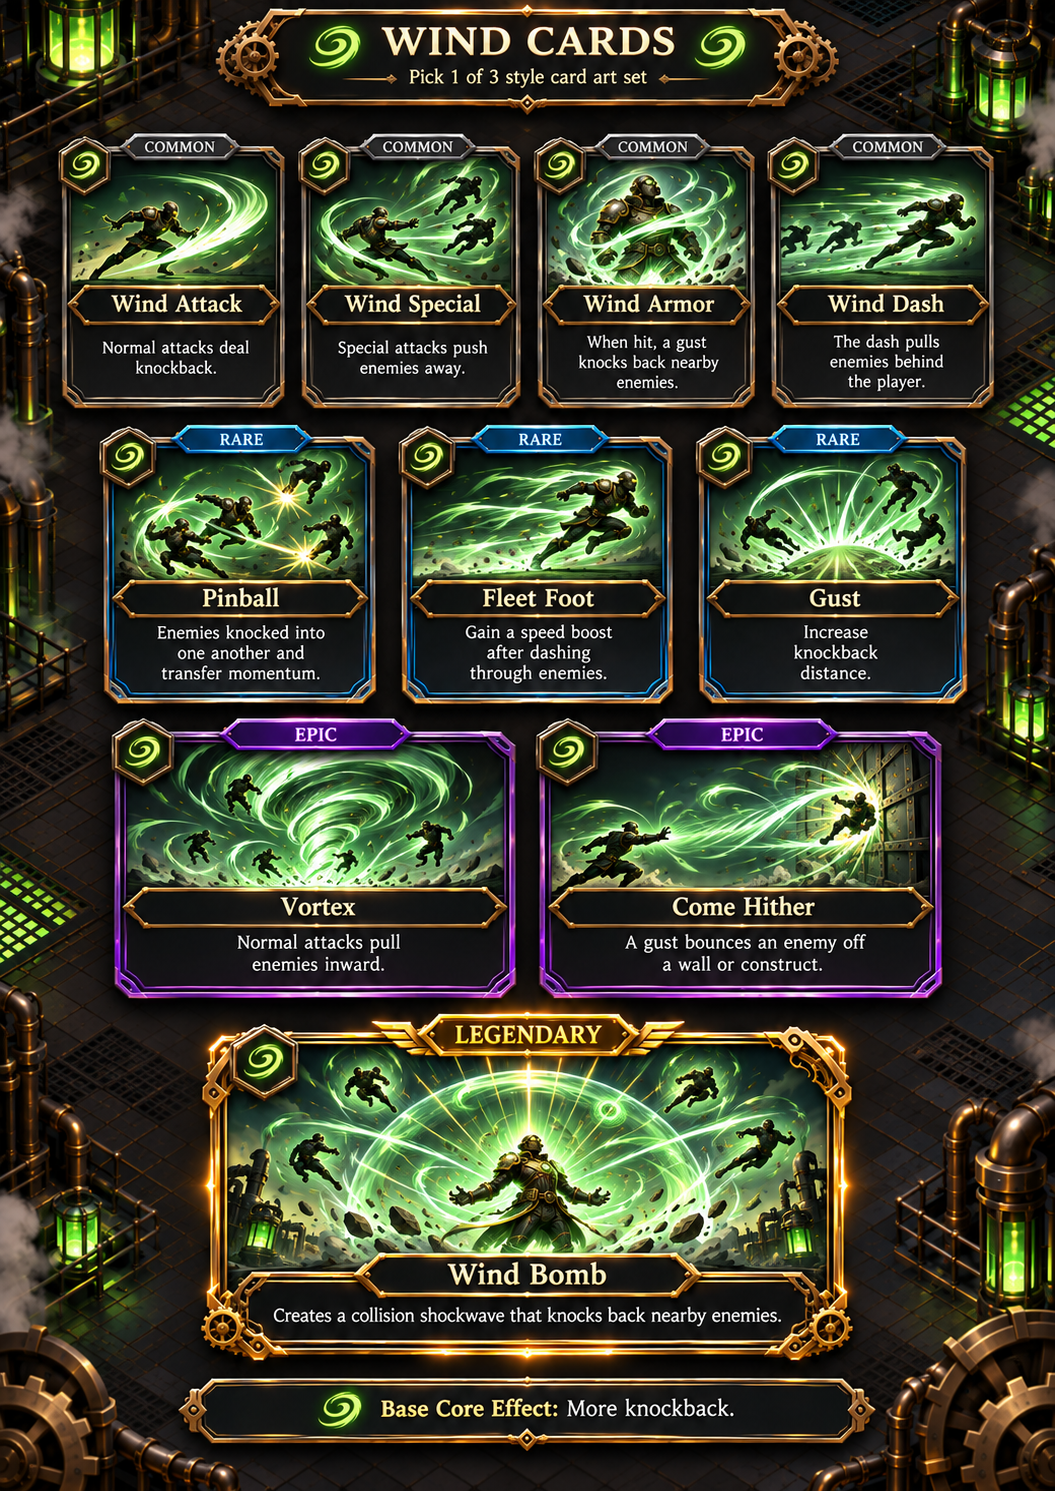 WIND CARDS
Pick 1 of 3 style card art set
COMMON
Wind Attack
Normal attacks deal
knockback.
COMMON
Wind Special
Special attacks push
enemies away.
COMMON
Wind Armor
When hit, a gust
knocks back nearby
enemies.
COMMON
Wind Dash
The dash pulls
enemies behind
the player.
RARE
Pinball
Enemies knocked into
one another and
transfer momentum.
RARE
Fleet Foot
Gain a speed boost
after dashing
through enemies.
RARE
Gust
Increase
knockback
distance.
EPIC
Vortex
Normal attacks pull
enemies inward.
EPIC
Come Hither
A gust bounces an enemy off
a wall or construct.
LEGENDARY
Wind Bomb
Creates a collision shockwave that knocks back nearby enemies.
Base Core Effect: More knockback.